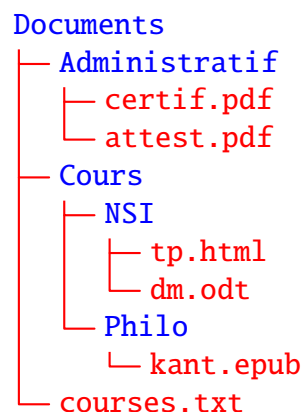 Documents
Administratif
certif.pdf
attest.pdf
Cours
NSI
tp.html
dm.odt
Philo
kant.epub
courses.txt